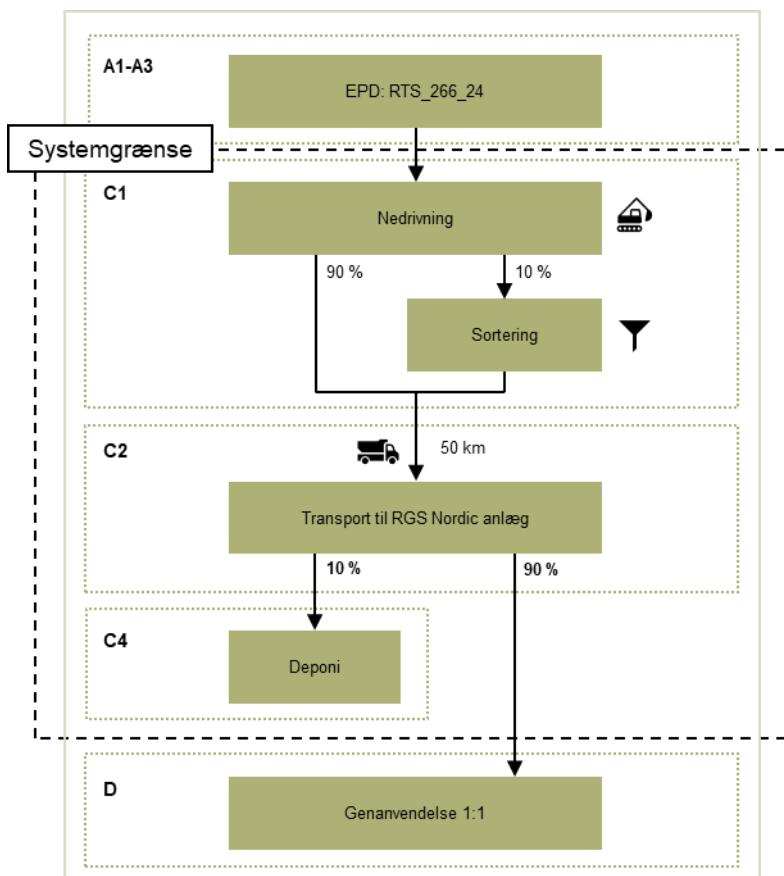 A1-A3
EPD: RTS_266_24
Systemgrænse
C1
Nedrivning
90 %
10 %
Sortering
C2
50 km
Transport til RGS Nordic anlæg
10 %
90 %
C4
Deponi
D
Genanvendelse 1:1